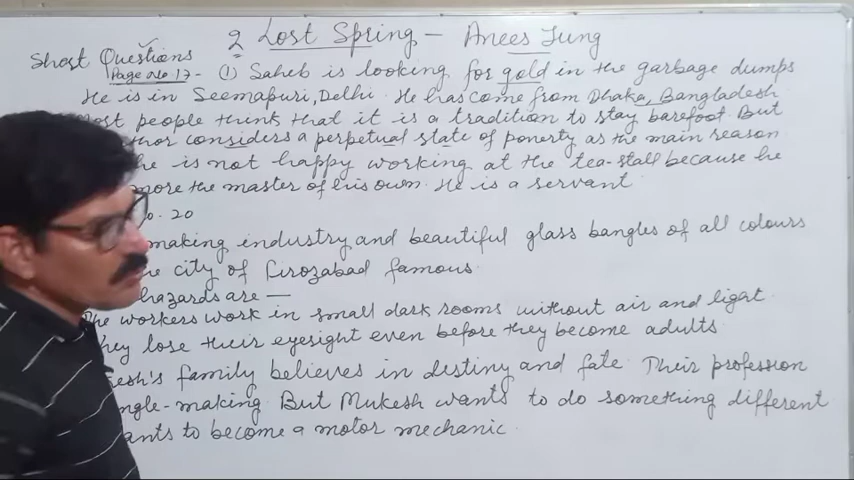 2 Lost Spring - Anees Jung
Short Questions
Page No 17 - (1) Saheb is looking for gold in the garbage dumps
He is in Seemapuri, Delhi. He has come from Dhaka, Bangladesh
people think that it is a tradition to stay barefoot. But
considers a perpetual state of poverty as the main reason
he is not happy working at the tea-stall because he
more the master of his own. He is a servant
20
making industry and beautiful glass bangles of all colours
city of Firozabad famous.
hazards are —
The workers work in small dark rooms without air and light
They lose their eyesight even before they become adults
family believes in destiny and fate. Their profession
making. But Mukesh wants to do something different
to become a motor mechanic.